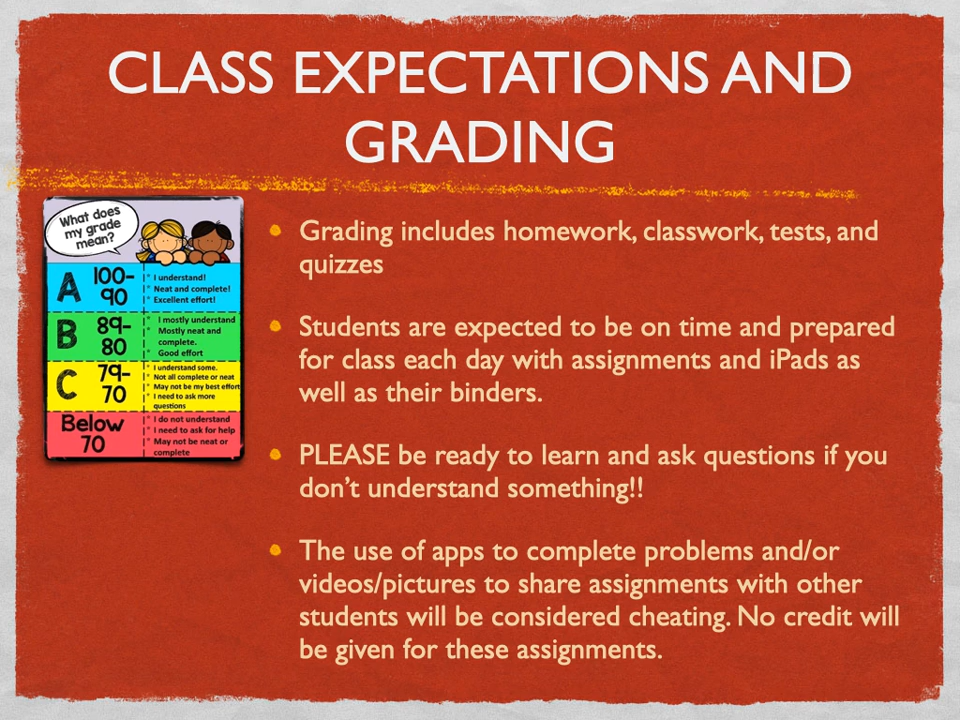 CLASS EXPECTATIONS AND
GRADING
What does
my grade
mean?
A
100-
90
* I understand!
* Neat and complete!
* Excellent effort!
B
89-
80
* I mostly understand
* Mostly neat and
complete.
* Good effort
C
79-
70
* I understand some.
* Not all complete or neat
* May not be my best effort
* I need to ask more
questions
Below
70
* I do not understand
* I need to ask for help
* May not be neat or
complete
• Grading includes homework, classwork, tests, and
quizzes
• Students are expected to be on time and prepared
for class each day with assignments and iPads as
well as their binders.
• PLEASE be ready to learn and ask questions if you
don’t understand something!!
• The use of apps to complete problems and/or
videos/pictures to share assignments with other
students will be considered cheating. No credit will
be given for these assignments.